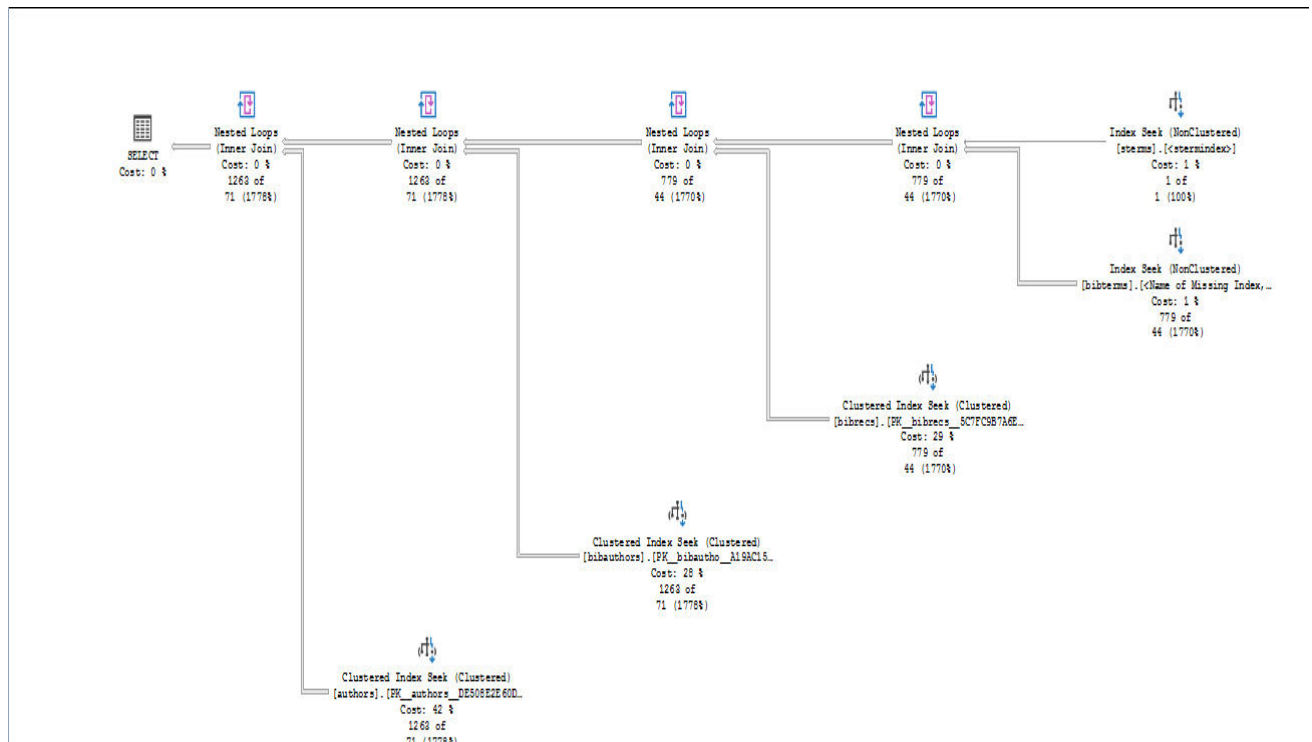 SELECT
Cost: 0 %
Nested Loops
(Inner Join)
Cost: 0 %
1263 of
71 (1778%)
Nested Loops
(Inner Join)
Cost: 0 %
1263 of
71 (1778%)
Nested Loops
(Inner Join)
Cost: 0 %
779 of
44 (1770%)
Nested Loops
(Inner Join)
Cost: 0 %
779 of
44 (1770%)
Index Seek (NonClustered)
[sterms].[<stermindex>]
Cost: 1 %
1 of
1 (100%)
Index Seek (NonClustered)
[bibterms].[<Name of Missing Index,…
Cost: 1 %
779 of
44 (1770%)
Clustered Index Seek (Clustered)
[bibrecs].[PK__bibrecs__5C7FC9B7A6E…
Cost: 29 %
779 of
44 (1770%)
Clustered Index Seek (Clustered)
[bibauthors].[PK__bibautho__A19AC15…
Cost: 28 %
1263 of
71 (1778%)
Clustered Index Seek (Clustered)
[authors].[PK__authors__DE508E2E60D…
Cost: 42 %
1263 of
71 (1778%)